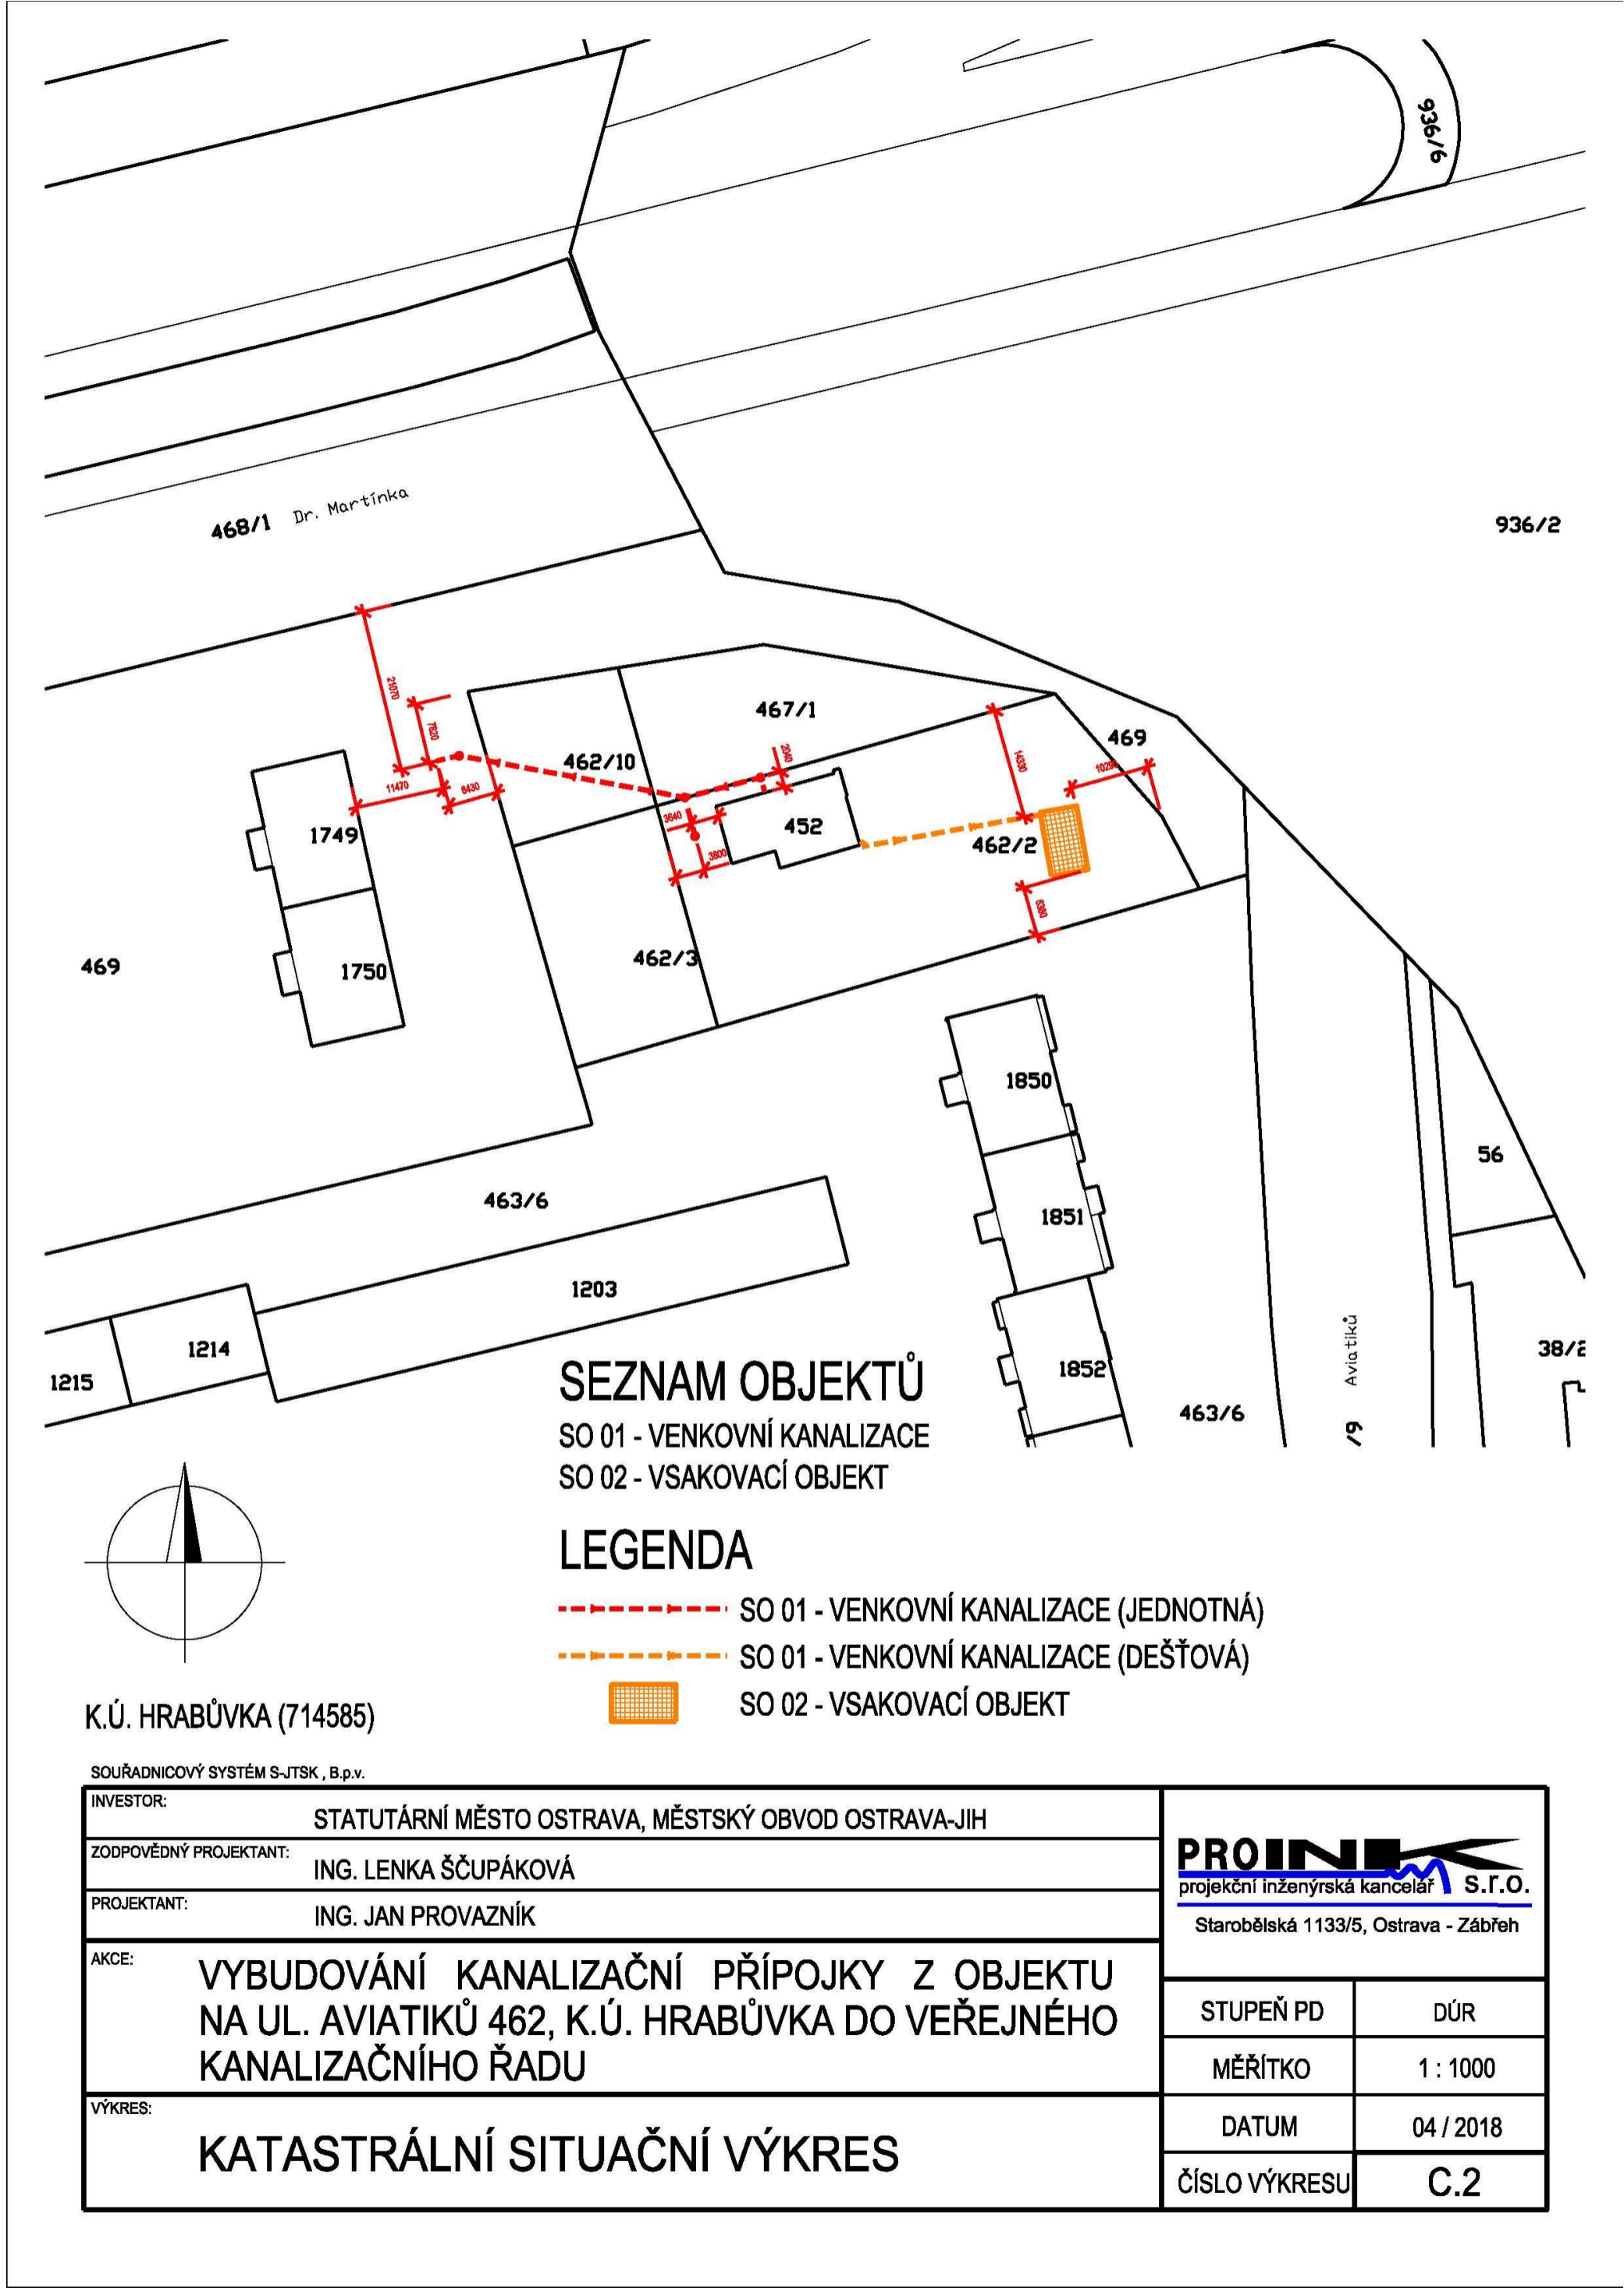 936/6
468/1 Dr. Martínka
936/2
21070
7820
467/1
469
2040
14330
462/10
11470
6430
3640
1749
452
462/2
3800
6380
462/3
469
1750
1850
56
1851
463/6
1203
1214
1215
1852
Aviatiků
38/2
463/6
/9
SEZNAM OBJEKTŮ
SO 01 - VENKOVNÍ KANALIZACE
SO 02 - VSAKOVACÍ OBJEKT
LEGENDA
SO 01 - VENKOVNÍ KANALIZACE (JEDNOTNÁ)
SO 01 - VENKOVNÍ KANALIZACE (DEŠŤOVÁ)
SO 02 - VSAKOVACÍ OBJEKT
K.Ú. HRABŮVKA (714585)
SOUŘADNICOVÝ SYSTÉM S-JTSK , B.p.v.
INVESTOR:
STATUTÁRNÍ MĚSTO OSTRAVA, MĚSTSKÝ OBVOD OSTRAVA-JIH
ZODPOVĚDNÝ PROJEKTANT:
ING. LENKA ŠČUPÁKOVÁ
PROJEKTANT:
ING. JAN PROVAZNÍK
PROINK
projekční inženýrská kancelář s.r.o.
Starobělská 1133/5, Ostrava - Zábřeh
AKCE:
VYBUDOVÁNÍ KANALIZAČNÍ PŘÍPOJKY Z OBJEKTU
NA UL. AVIATIKŮ 462, K.Ú. HRABŮVKA DO VEŘEJNÉHO
KANALIZAČNÍHO ŘADU
STUPEŇ PD DÚR
MĚŘÍTKO 1 : 1000
VÝKRES:
KATASTRÁLNÍ SITUAČNÍ VÝKRES
DATUM 04 / 2018
ČÍSLO VÝKRESU C.2